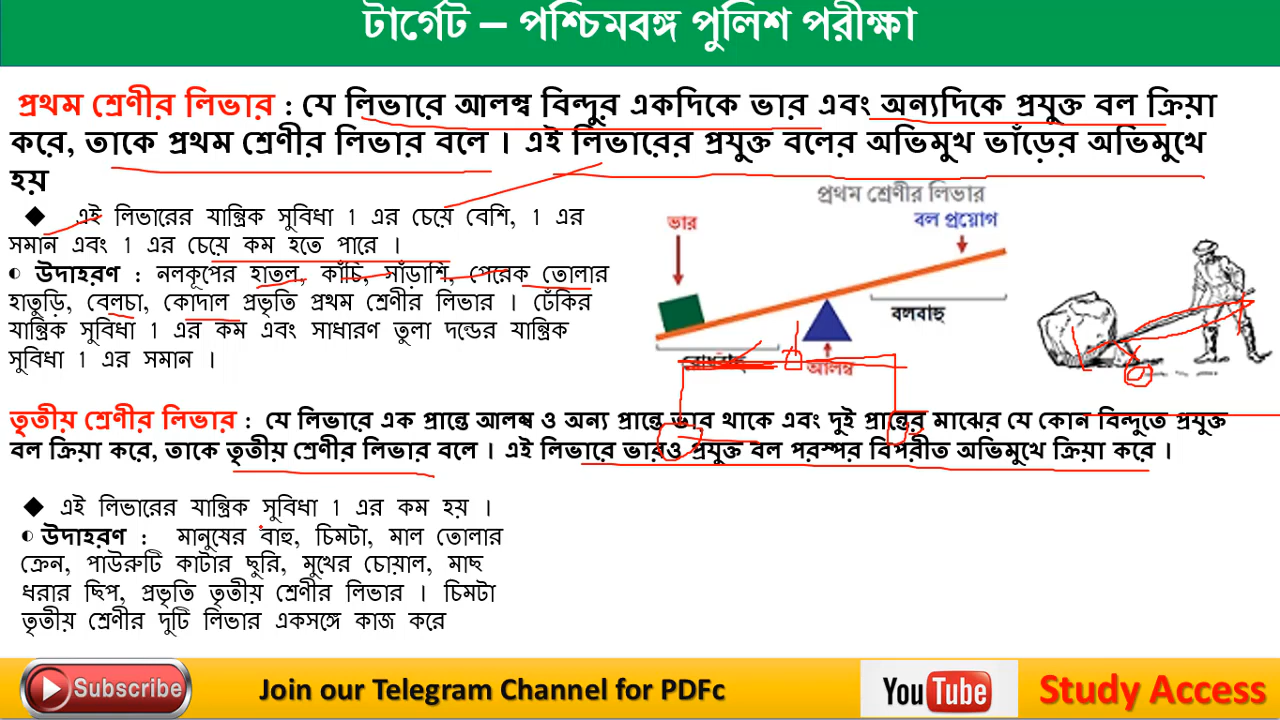 টার্গেট – পশ্চিমবঙ্গ পুলিশ পরীক্ষা
প্রথম শ্রেণীর লিভার : যে লিভারে আলম্ব বিন্দুর একদিকে ভার এবং অন্যদিকে প্রযুক্ত বল ক্রিয়া
করে, তাকে প্রথম শ্রেণীর লিভার বলে । এই লিভারের প্রযুক্ত বলের অভিমুখ ভাঁড়ের অভিমুখে
হয়
◆ এই লিভারের যান্ত্রিক সুবিধা 1 এর চেয়ে বেশি, 1 এর
সমান এবং 1 এর চেয়ে কম হতে পারে ।
উদাহরণ : নলকূপের হাতল, কাঁচি, সাঁড়াশি, পেরেক তোলার
হাতুড়ি, বেলচা, কোদাল প্রভৃতি প্রথম শ্রেণীর লিভার । ঢেঁকির
যান্ত্রিক সুবিধা 1 এর কম এবং সাধারণ তুলা দন্ডের যান্ত্রিক
সুবিধা 1 এর সমান ।
প্রথম শ্রেণীর লিভার
ভার
বল প্রয়োগ
বলবাহু
আলম্ব
তৃতীয় শ্রেণীর লিভার : যে লিভারে এক প্রান্তে আলম্ব ও অন্য প্রান্তে ভার থাকে এবং দুই প্রান্তের মাঝের যে কোন বিন্দুতে প্রযুক্ত
বল ক্রিয়া করে, তাকে তৃতীয় শ্রেণীর লিভার বলে । এই লিভারে ভারও প্রযুক্ত বল পরস্পর বিপরীত অভিমুখে ক্রিয়া করে ।
◆ এই লিভারের যান্ত্রিক সুবিধা 1 এর কম হয় ।
উদাহরণ : মানুষের বাহু, চিমটা, মাল তোলার
ক্রেন, পাউরুটি কাটার ছুরি, মুখের চোয়াল, মাছ
ধরার ছিপ, প্রভৃতি তৃতীয় শ্রেণীর লিভার । চিমটা
তৃতীয় শ্রেণীর দুটি লিভার একসঙ্গে কাজ করে
Subscribe
Join our Telegram Channel for PDFc
YouTube
Study Access